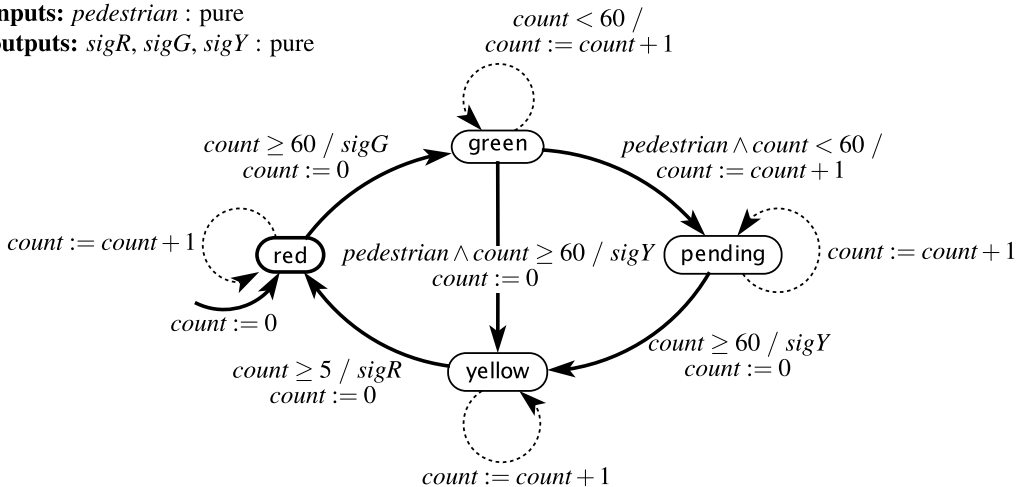 nputs: pedestrian : pure
utputs: sigR, sigG, sigY : pure
count < 60 /
count := count + 1
green
count ≥ 60 / sigG
count := 0
pedestrian ∧ count < 60 /
count := count + 1
count := count + 1
red
pedestrian ∧ count ≥ 60 / sigY
count := 0
pending
count := count + 1
count := 0
count ≥ 5 / sigR
count := 0
yellow
count ≥ 60 / sigY
count := 0
count := count + 1